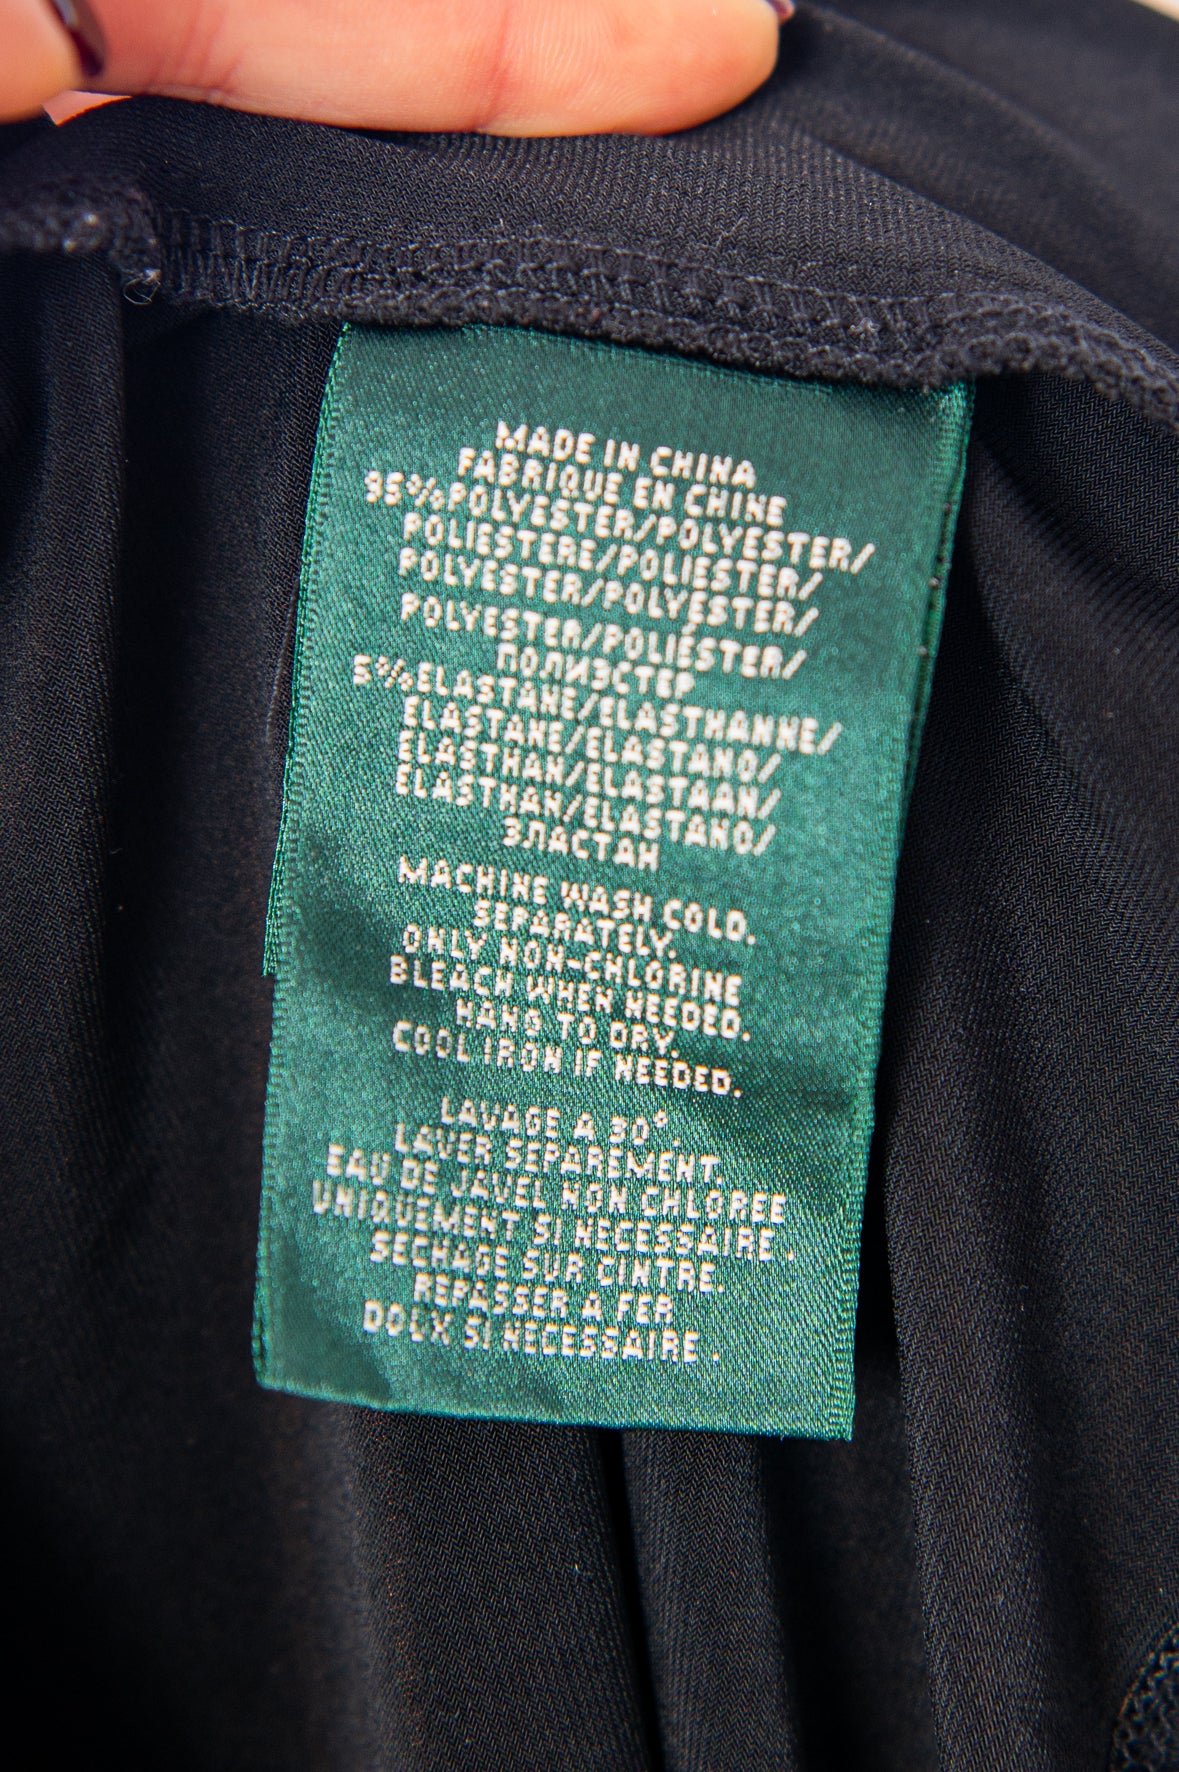 MADE IN CHINA
FABRIQUE EN CHINE
95%POLYESTER/POLYESTER/
POLIESTERE/POLIESTER/
POLYESTER/POLYESTER/
POLYESTER/POLIÉSTER/
ПОЛИЭСТЕР
5%ELASTANE/ELASTHANNE/
ELASTANE/ELASTANO/
ELASTHAN/ELASTAAN/
ELASTHAN/ELASTANO/
ЭЛАСТАН
MACHINE WASH COLD.
SEPARATELY.
ONLY NON-CHLORINE
BLEACH WHEN NEEDED.
HANG TO DRY.
COOL IRON IF NEEDED.
LAVAGE A 30°.
LAVER SEPAREMENT.
EAU DE JAVEL NON CHLOREE
UNIQUEMENT SI NECESSAIRE.
SECHAGE SUR CINTRE.
REPASSER A FER
DOUX SI NECESSAIRE.